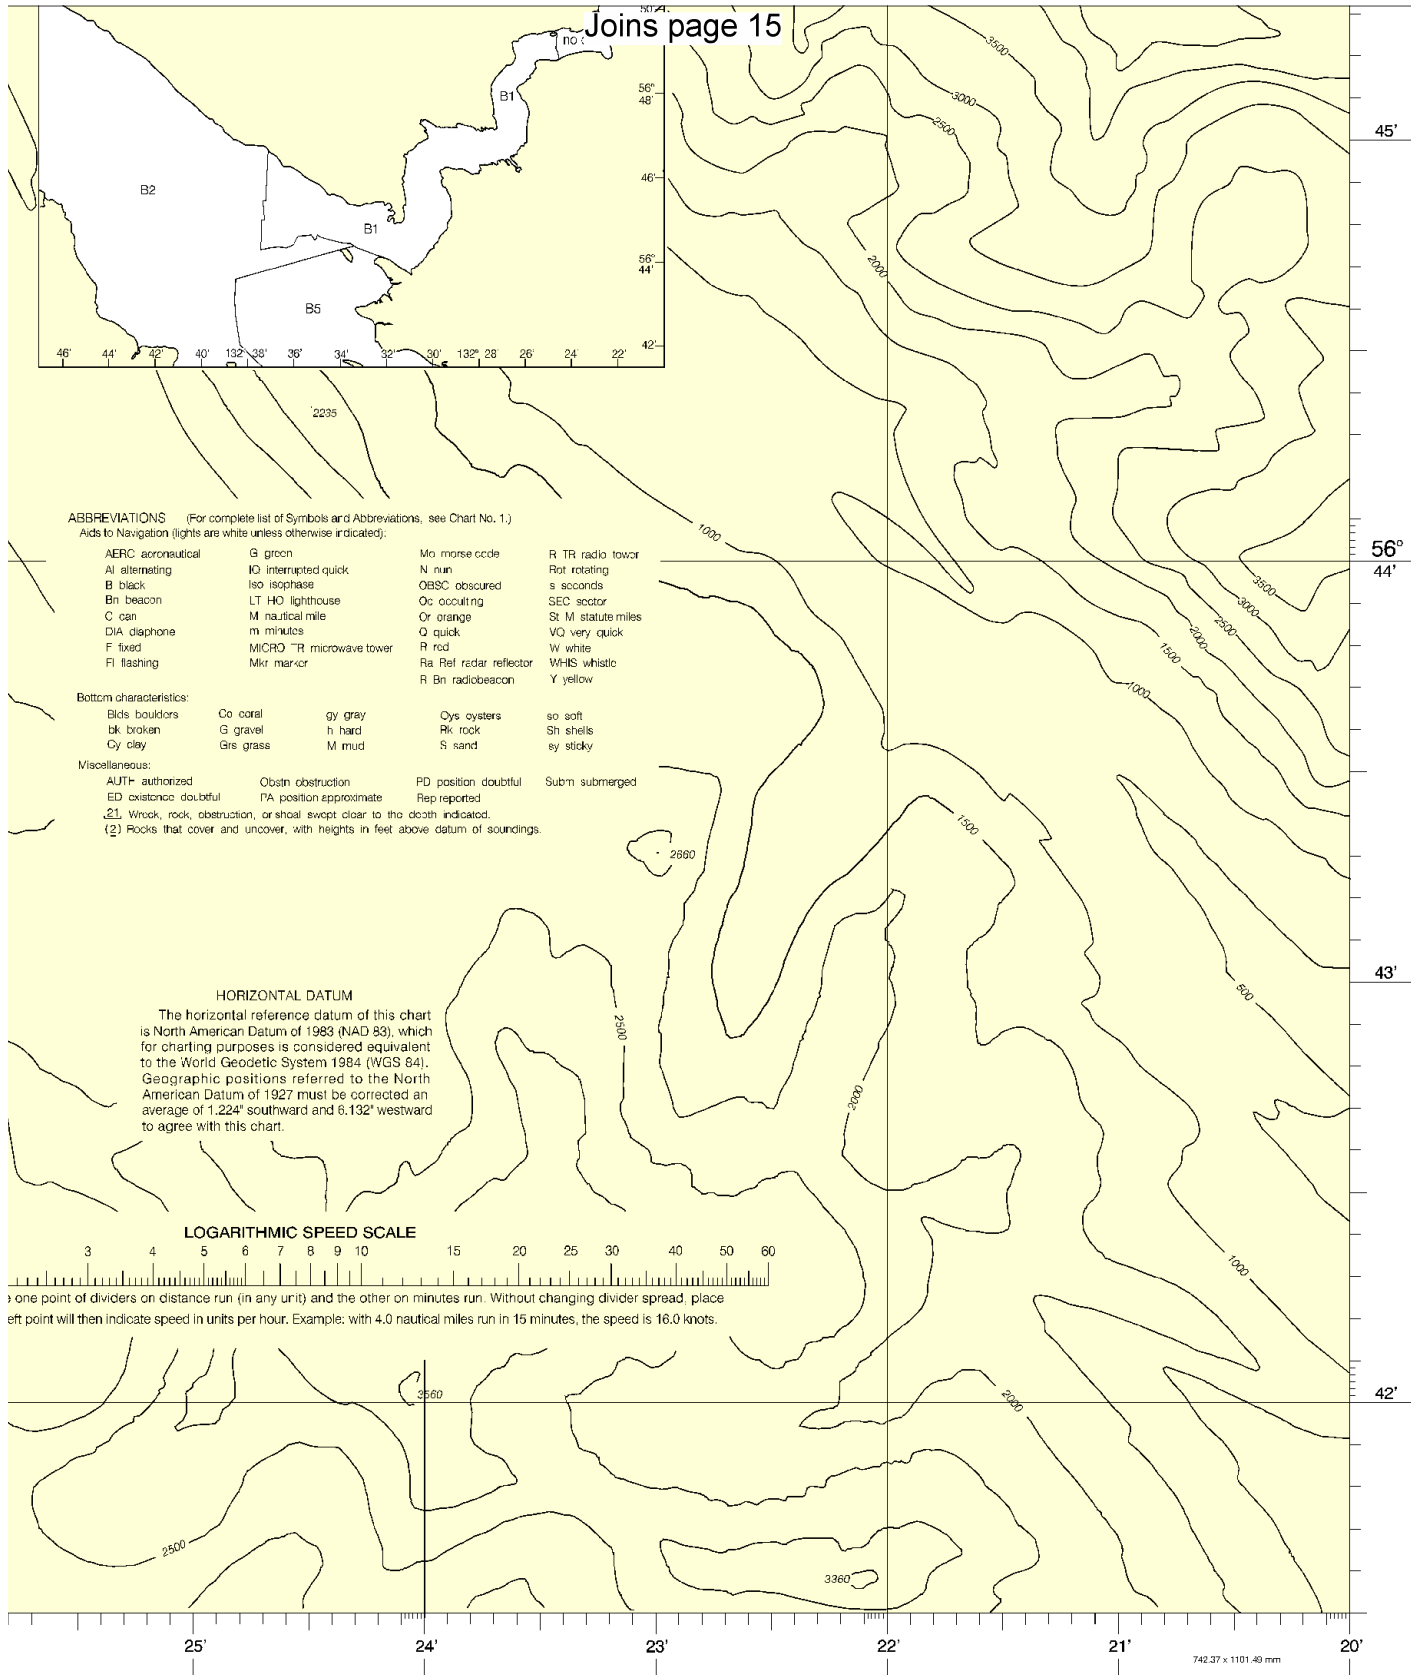 Joins page 15
B1
B2
B1
B5
56°
48'
46'
56°
44'
42'
46'
44'
42'
40'
132°
38'
36'
34'
32'
30'
132°
28'
26'
24'
22'
3500
3000
2500
2000
45'
2235
1000
56°
44'
3500
3000
2500
2000
1500
1000
ABBREVIATIONS (For complete list of Symbols and Abbreviations, see Chart No. 1.)
Aids to Navigation (lights are white unless otherwise indicated):
AERO aeronautical G green Mo morse code R TR radio tower
Al alternating IQ interrupted quick N nun Rot rotating
B black Iso isophase OBSC obscured s seconds
Bn beacon LT HO lighthouse Oc occulting SEC sector
C can M nautical mile Or orange St M statute miles
DIA diaphone m minutes Q quick VQ very quick
F fixed MICRO TR microwave tower R red W white
Fl flashing Mkr marker Ra Ref radar reflector WHIS whistle
R Bn radiobeacon Y yellow
Bottom characteristics:
Blds boulders Co coral gy gray Oys oysters so soft
bk broken G gravel h hard Rk rock Sh shells
Cy clay Grs grass M mud S sand sy sticky
Miscellaneous:
AUTH authorized Obstn obstruction PD position doubtful Subm submerged
ED existence doubtful PA position approximate Rep reported
21, Wreck, rock, obstruction, or shoal swept clear to the depth indicated.
(2) Rocks that cover and uncover, with heights in feet above datum of soundings.
2660
1500
43'
500
HORIZONTAL DATUM
The horizontal reference datum of this chart
is North American Datum of 1983 (NAD 83), which
for charting purposes is considered equivalent
to the World Geodetic System 1984 (WGS 84).
Geographic positions referred to the North
American Datum of 1927 must be corrected an
average of 1.224" southward and 6.132" westward
to agree with this chart.
2500
2000
1000
LOGARITHMIC SPEED SCALE
3 4 5 6 7 8 9 10 15 20 25 30 40 50 60
e one point of dividers on distance run (in any unit) and the other on minutes run. Without changing divider spread, place
eft point will then indicate speed in units per hour. Example: with 4.0 nautical miles run in 15 minutes, the speed is 16.0 knots.
3560
2000
42'
2500
3360
25' 24' 23' 22' 21' 20'
742.37 x 1101.49 mm